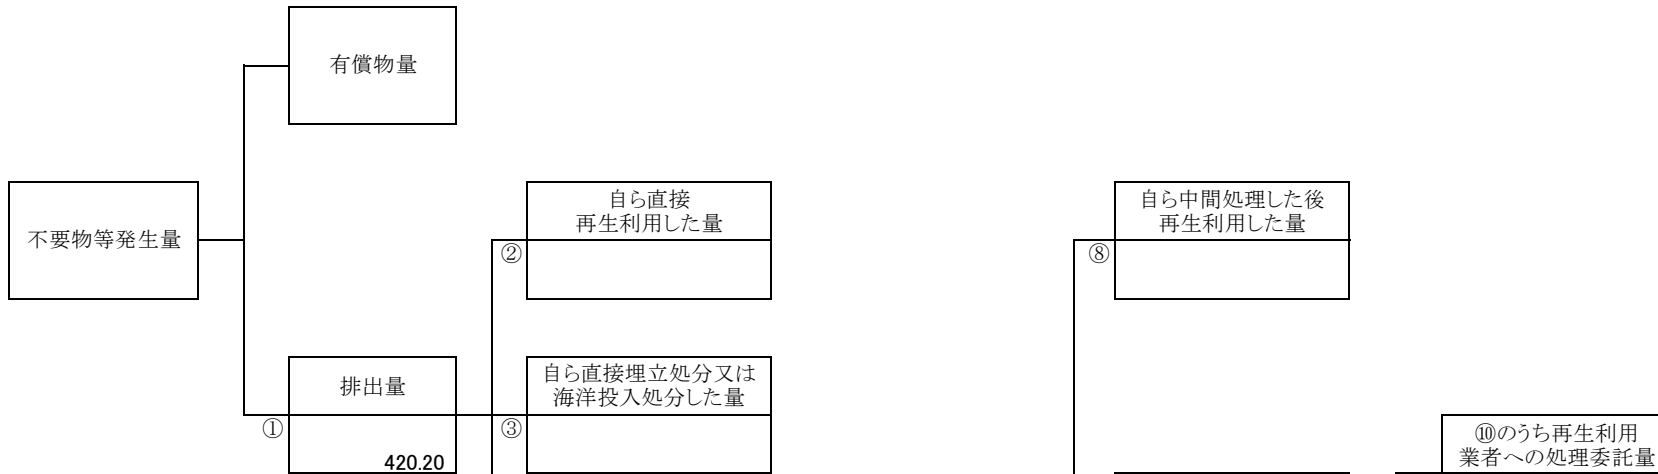 有償物量
不要物等発生量
自ら直接
再生利用した量
②
自ら中間処理した後
再生利用した量
⑧
排出量
①
420.20
自ら直接埋立処分又は
海洋投入処分した量
③
⑩のうち再生利用
業者への処理委託量